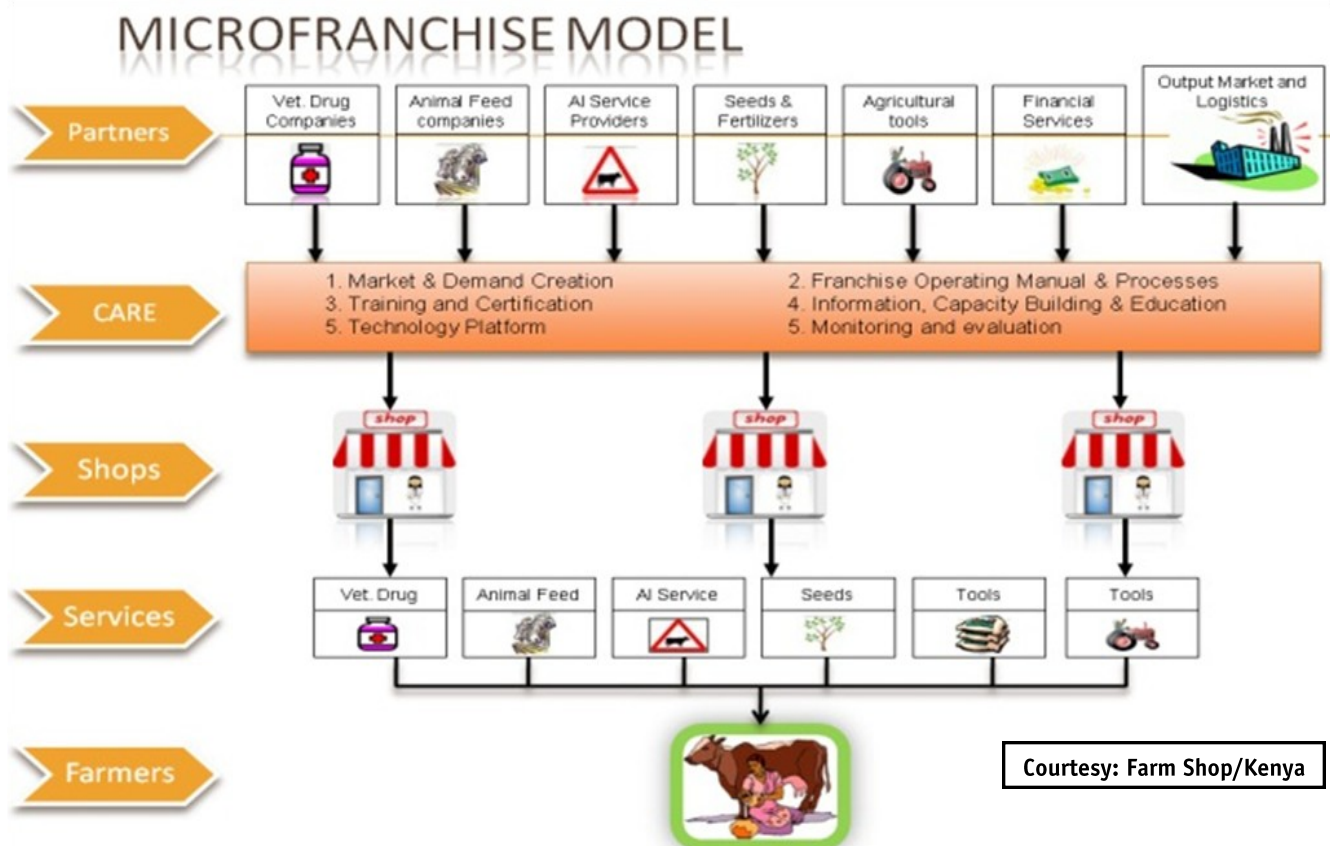 MICROFRANCHISE MODEL
Partners
Vet. Drug
Companies
Animal Feed
companies
AI Service
Providers
Seeds &
Fertilizers
Agricultural
tools
Financial
Services
Output Market and
Logistics
CARE
1. Market & Demand Creation
3. Training and Certification
5. Technology Platform
2. Franchise Operating Manual & Processes
4. Information, Capacity Building & Education
5. Monitoring and evaluation
Shops
shop
shop
shop
Services
Vet. Drug
Animal Feed
AI Service
Seeds
Tools
Tools
Farmers
Courtesy: Farm Shop/Kenya